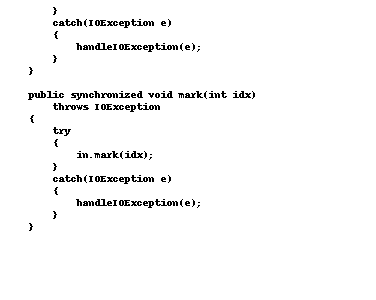 }
        catch(IOException e)
        {
            handleIOException(e);
        }
    }

    public synchronized void mark(int idx)
        throws IOException
    {
        try
        {
            in.mark(idx);
        }
        catch(IOException e)
        {
            handleIOException(e);
        }
    }